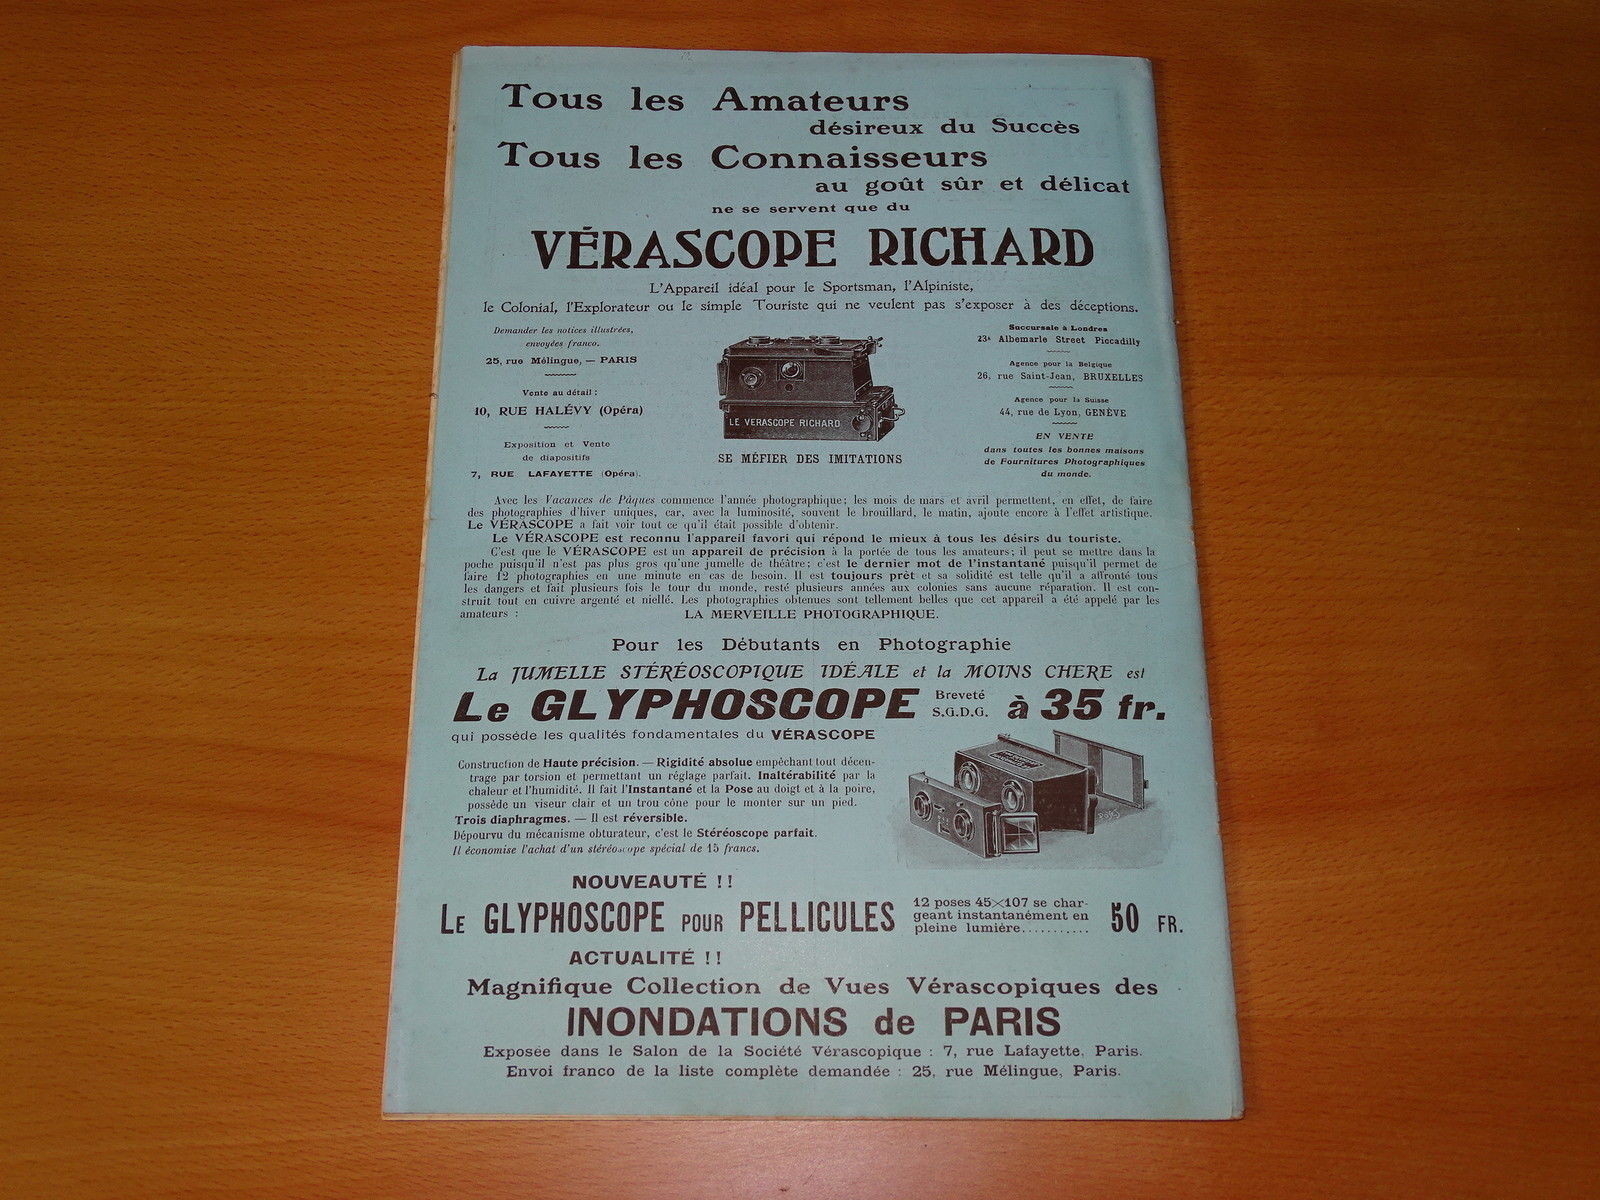 Tous les Amateurs
désireux du Succès
Tous les Connaisseurs
au goût sûr et délicat
ne se servent que du
VÉRASCOPE RICHARD
L'Appareil idéal pour le Sportsman, l'Alpiniste,
le Colonial, l'Explorateur ou le simple Touriste qui ne veulent pas s'exposer à des déceptions.
Demander les notices illustrées,
envoyées franco.
25, rue Mélingue, — PARIS
Vente au détail :
10, RUE HALÉVY (Opéra)
Exposition et Vente
de diapositifs
7, RUE LAFAYETTE (Opéra).
LE VERASCOPE RICHARD
SE MÉFIER DES IMITATIONS
Succursale à Londres
23ᴬ Albemarle Street Piccadilly
Agence pour la Belgique
26, rue Saint-Jean, BRUXELLES
Agence pour la Suisse
44, rue de Lyon, GENÈVE
EN VENTE
dans toutes les bonnes maisons
de Fournitures Photographiques
du monde.
Avec les Vacances de Pâques commence l'année photographique; les mois de mars et avril permettent, en effet, de faire
des photographies d'hiver uniques, car, avec la luminosité, souvent le brouillard, le matin, ajoute encore à l'effet artistique.
Le VÉRASCOPE a fait voir tout ce qu'il était possible d'obtenir.
Le VÉRASCOPE est reconnu l'appareil favori qui répond le mieux à tous les désirs du touriste.
C'est que le VÉRASCOPE est un appareil de précision à la portée de tous les amateurs; il peut se mettre dans la
poche puisqu'il n'est pas plus gros qu'une jumelle de théâtre; c'est le dernier mot de l'instantané puisqu'il permet de
faire 12 photographies en une minute en cas de besoin. Il est toujours prêt et sa solidité est telle qu'il a affronté tous
les dangers et fait plusieurs fois le tour du monde, resté plusieurs années aux colonies sans aucune réparation. Il est con-
struit tout en cuivre argenté et niellé. Les photographies obtenues sont tellement belles que cet appareil a été appelé par les
amateurs : LA MERVEILLE PHOTOGRAPHIQUE.
Pour les Débutants en Photographie
La JUMELLE STÉRÉOSCOPIQUE IDÉALE et la MOINS CHERE est
Le GLYPHOSCOPE Breveté S.G.D.G. à 35 fr.
qui possède les qualités fondamentales du VÉRASCOPE
Construction de Haute précision. — Rigidité absolue empêchant tout décen-
trage par torsion et permettant un réglage parfait. Inaltérabilité par la
chaleur et l'humidité. Il fait l'Instantané et la Pose au doigt et à la poire,
possède un viseur clair et un trou cône pour le monter sur un pied.
Trois diaphragmes. — Il est réversible.
Dépourvu du mécanisme obturateur, c'est le Stéréoscope parfait.
Il économise l'achat d'un stéréoscope spécial de 15 francs.
NOUVEAUTÉ !!
LE GLYPHOSCOPE POUR PELLICULES
12 poses 45×107 se char-
geant instantanément en
pleine lumière...........
50 FR.
ACTUALITÉ !!
Magnifique Collection de Vues Vérascopiques des
INONDATIONS de PARIS
Exposée dans le Salon de la Société Vérascopique : 7, rue Lafayette, Paris.
Envoi franco de la liste complète demandée : 25, rue Mélingue, Paris.